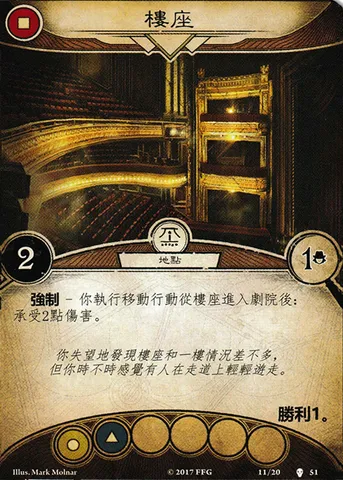 樓座
地點
2
1
強制 – 你執行移動行動從樓座進入劇院後:
承受2點傷害。
你失望地發現樓座和一樓情況差不多,
但你時不時感覺有人在走道上輕輕遊走。
勝利1。
Illus. Mark Molnar
© 2017 FFG
11/20
51